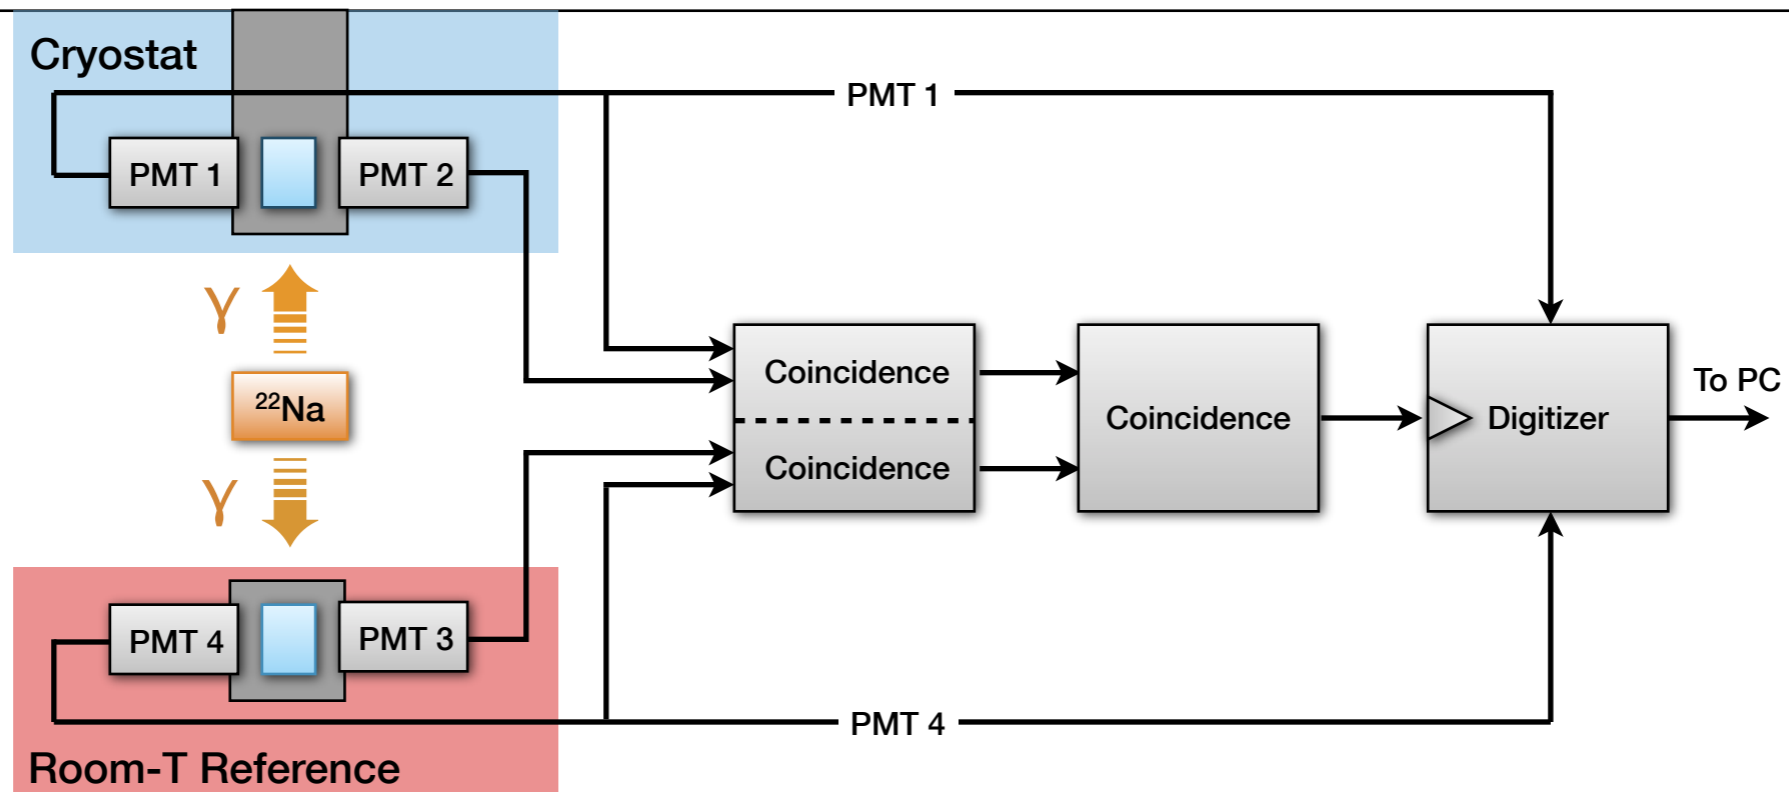 Cryostat
PMT 1
PMT 1
PMT 2
γ
Coincidence
Coincidence
To PC
²²Na
Coincidence
Digitizer
Coincidence
γ
PMT 4
PMT 3
PMT 4
Room-T Reference